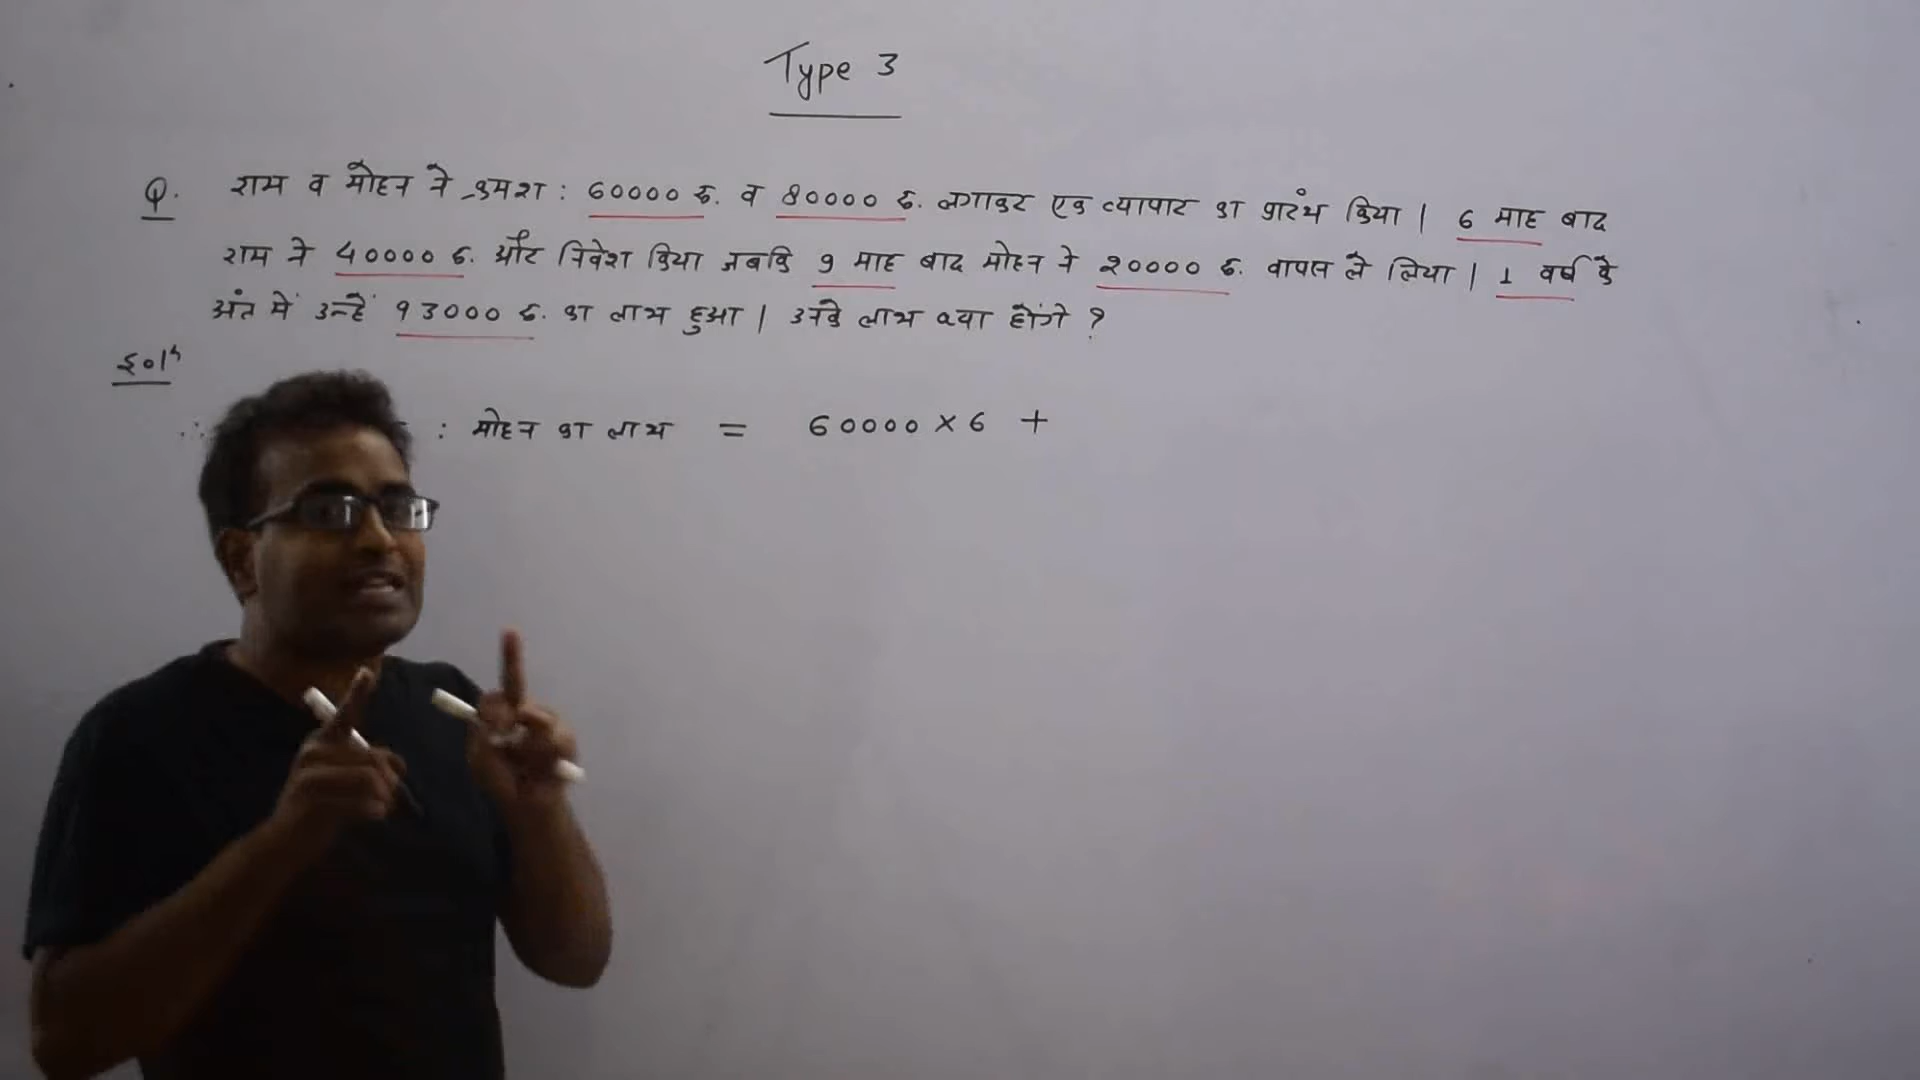 Type 3
Q. राम व मोहन ने क्रमशः 60000 रु. व 80000 रु. लगाकर एक व्यापार का प्रारंभ किया | 6 माह बाद
राम ने 40000 रु. और निवेश किया जबकि 9 माह बाद मोहन ने 20000 रु. वापस ले लिया | 1 वर्ष के
अंत में उन्हें 93000 रु. का लाभ हुआ | उनके लाभ क्या होंगे ?
Solⁿ
∴ : मोहन का लाभ = 60000 × 6 +